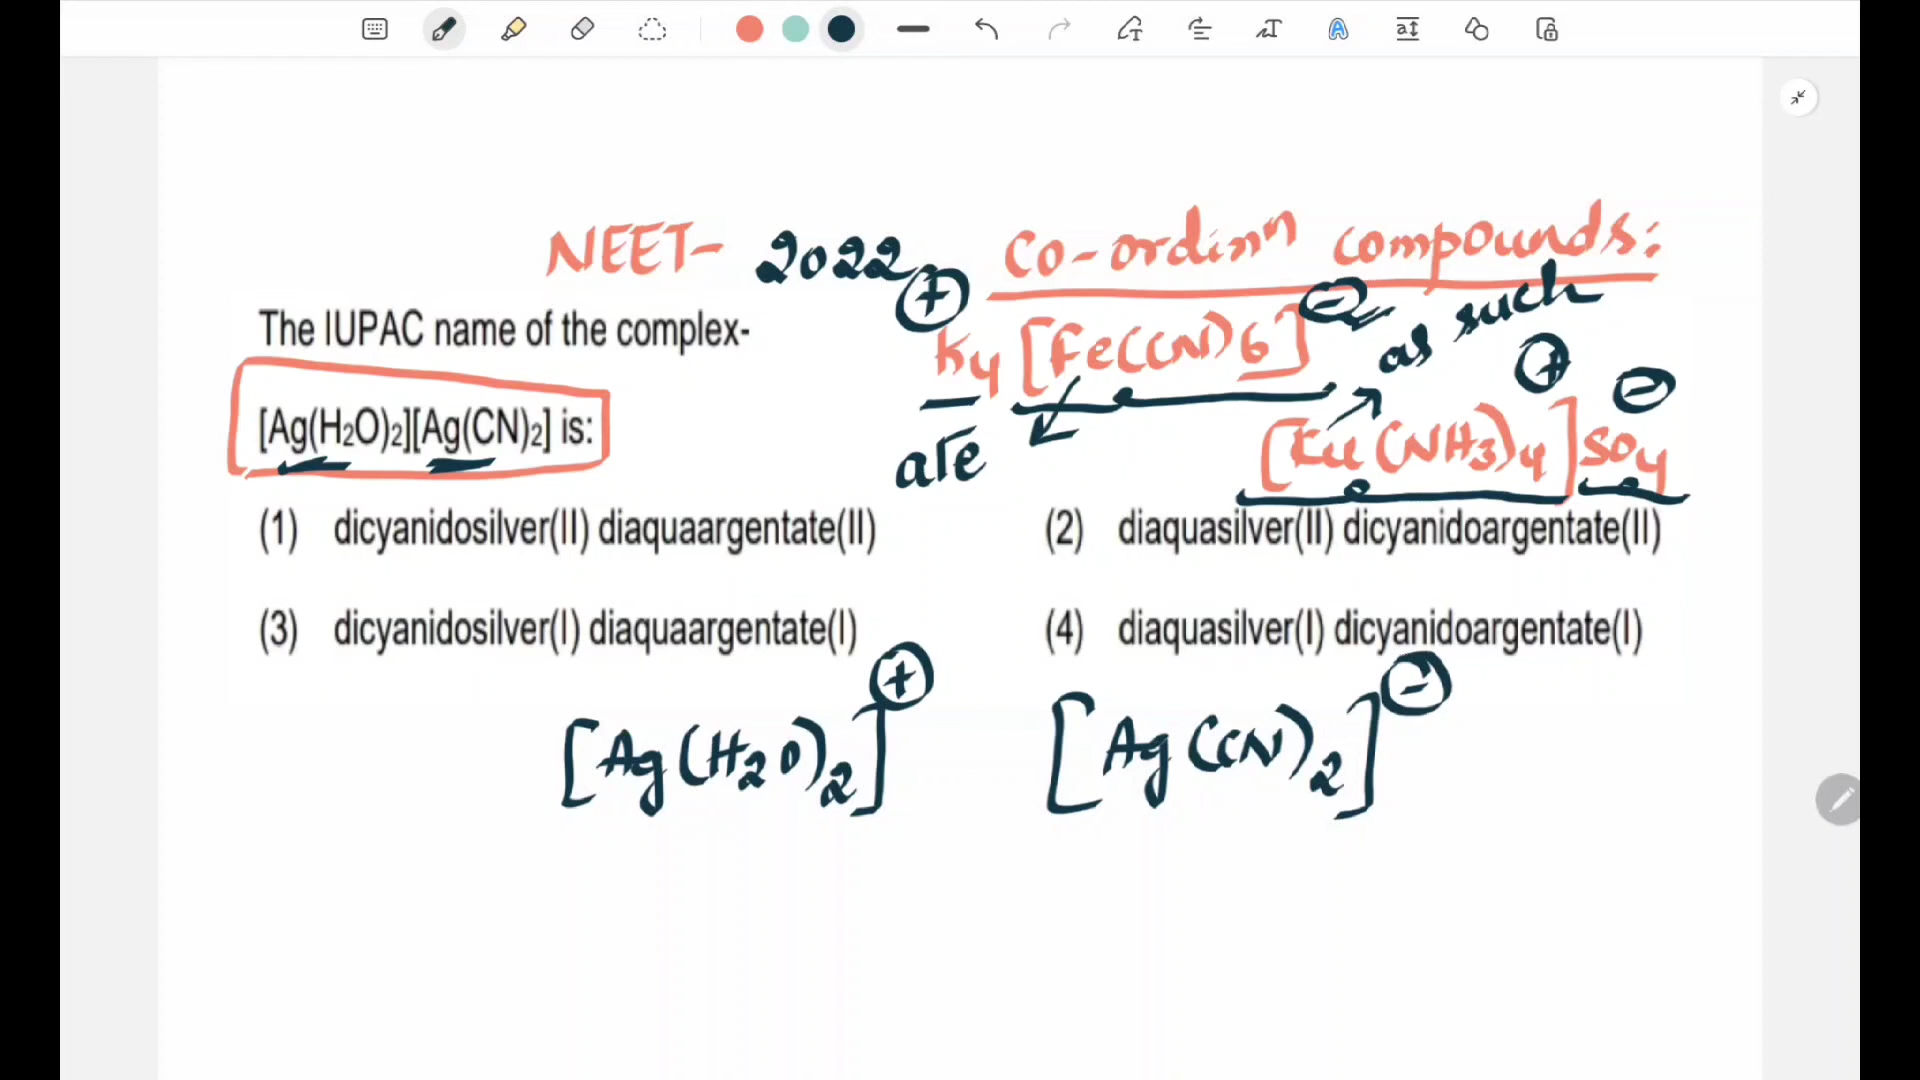 NEET- 2022 Co-ordinⁿ compounds:
The IUPAC name of the complex-
+ K4 [Fe(CN)6] -
as such
[Ag(H2O)2][Ag(CN)2] is:
ate
+ -
[Cu(NH3)4] SO4
(1) dicyanidosilver(II) diaquaargentate(II)
(2) diaquasilver(II) dicyanidoargentate(II)
(3) dicyanidosilver(I) diaquaargentate(I)
(4) diaquasilver(I) dicyanidoargentate(I)
[Ag(H2O)2]⊕ [Ag(CN)2]⊖